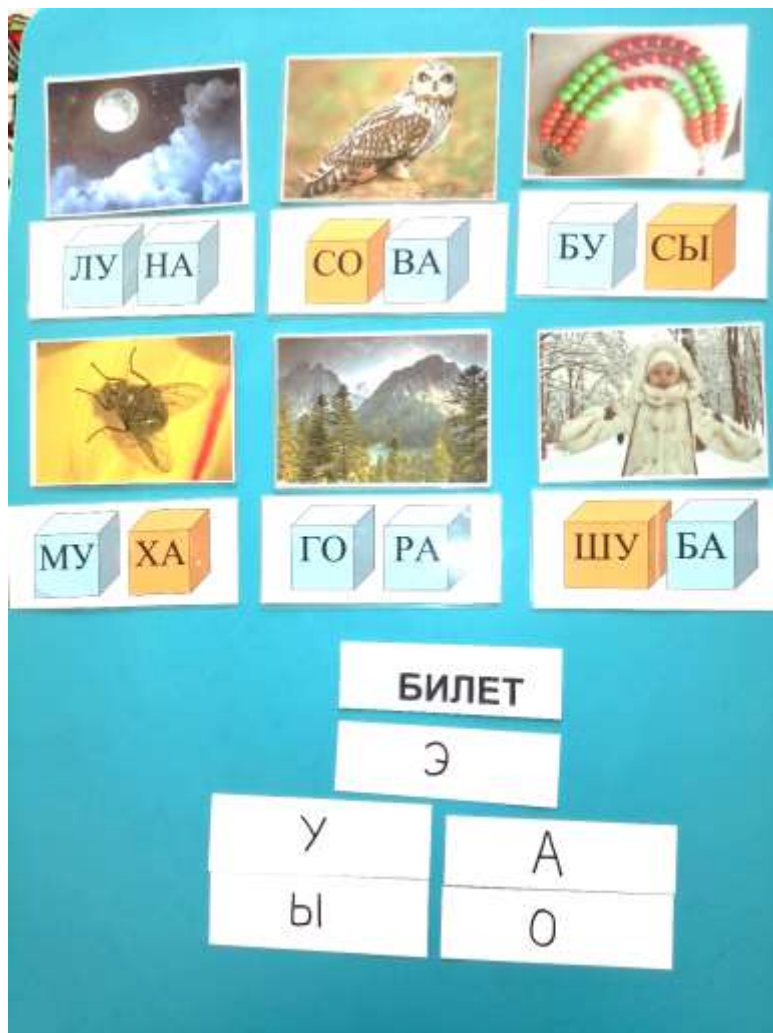 ЛУ НА СО ВА БУ СЫ
МУ ХА ГО РА ШУ БА
БИЛЕТ
Э
У А
Ы О